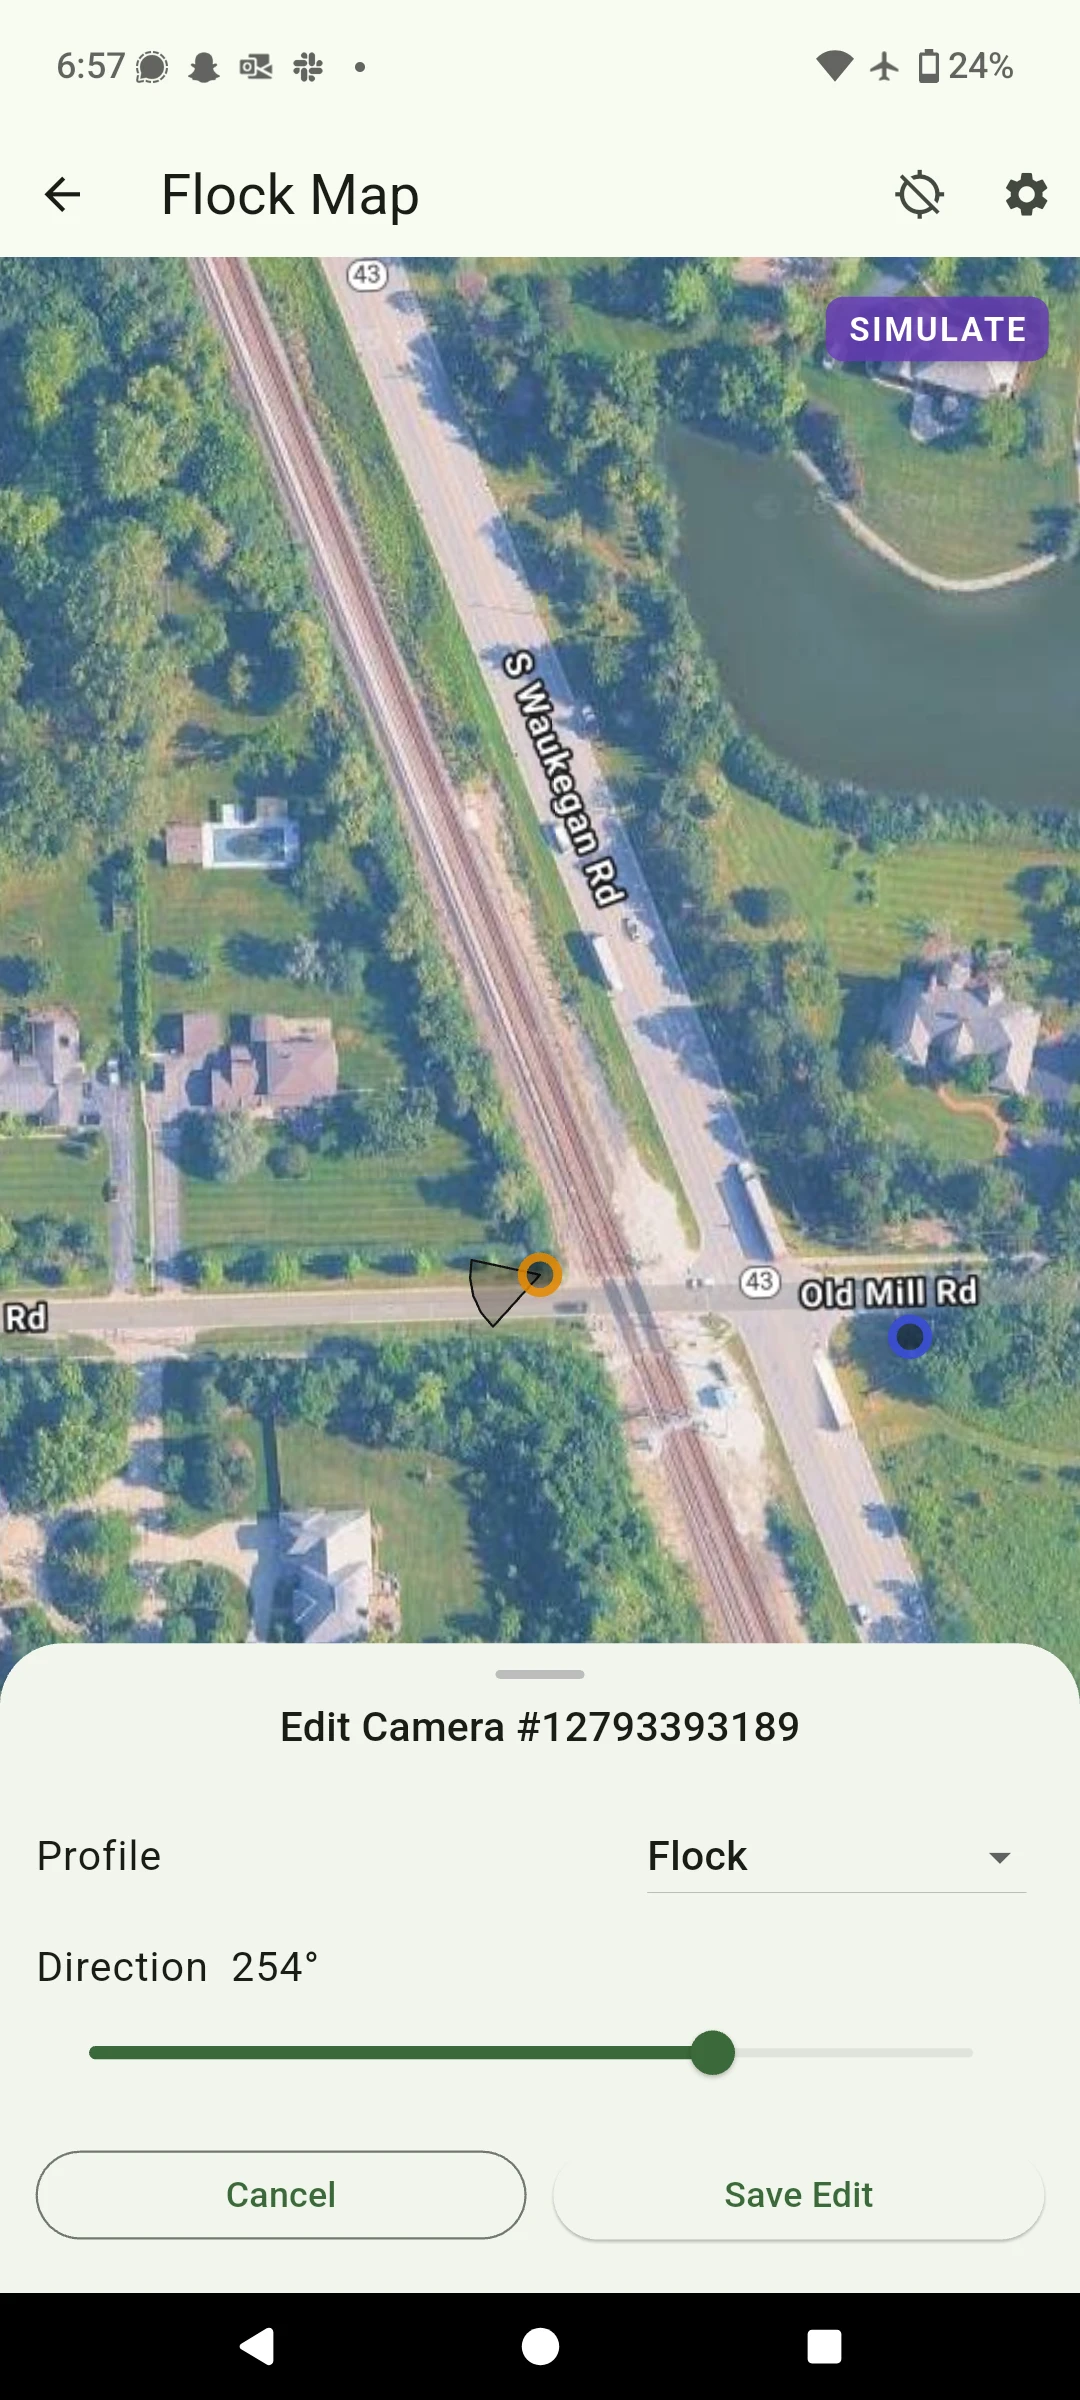 6:57
24%
Flock Map
43
SIMULATE
S Waukegan Rd
43
Old Mill Rd
Rd
Edit Camera #12793393189
Profile
Flock
Direction 254°
Cancel
Save Edit